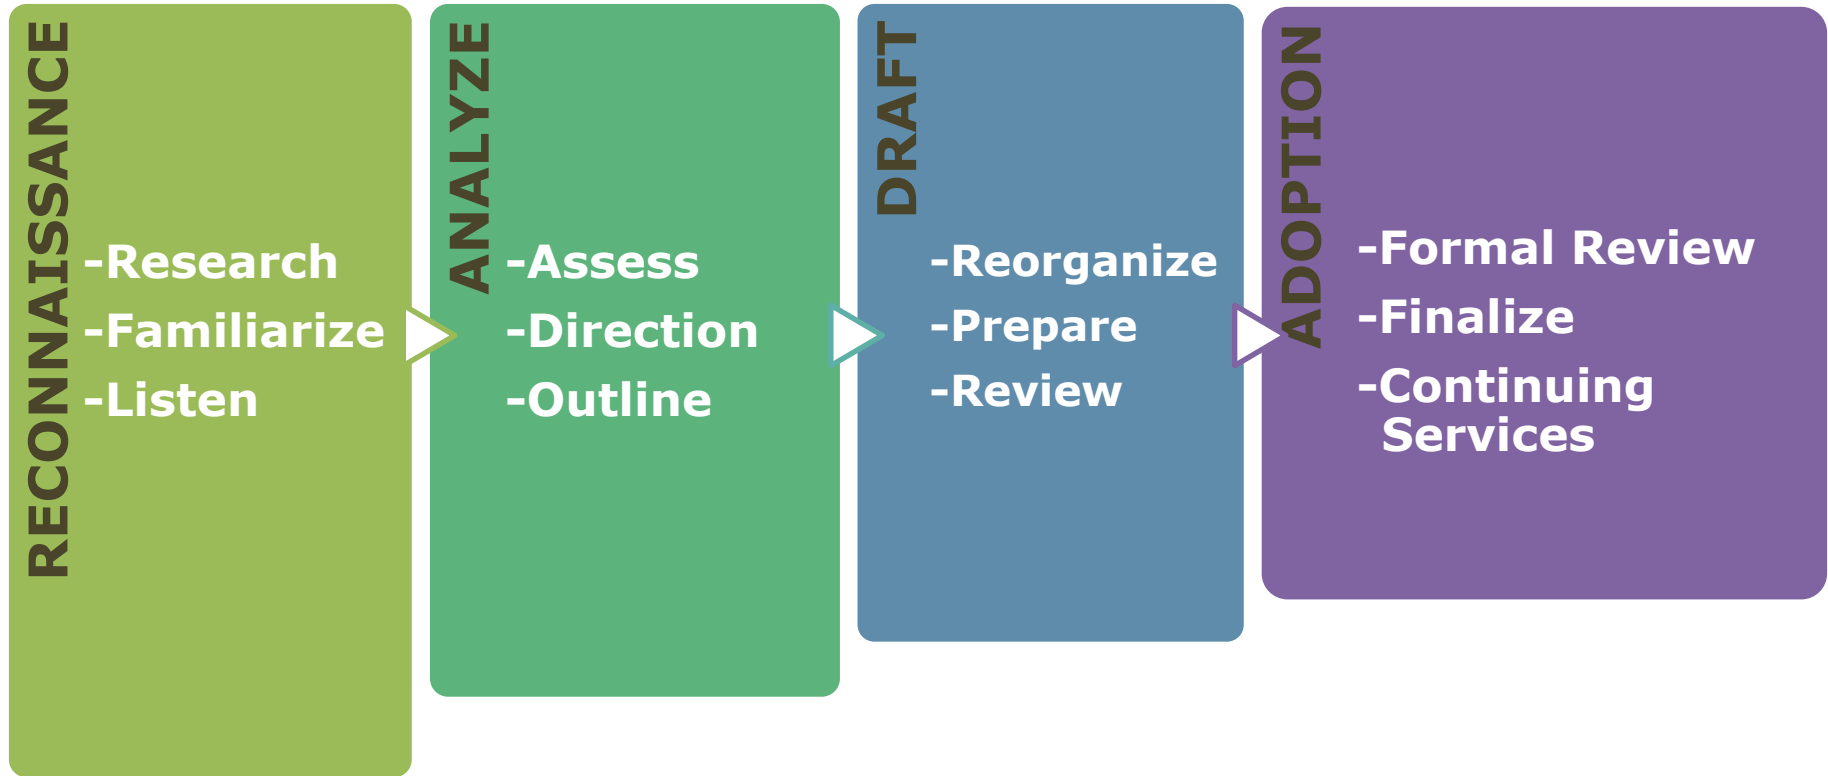 RECONNAISSANCE
-Research
-Familiarize
-Listen
ANALYZE
-Assess
-Direction
-Outline
DRAFT
-Reorganize
-Prepare
-Review
ADOPTION
-Formal Review
-Finalize
-Continuing
Services